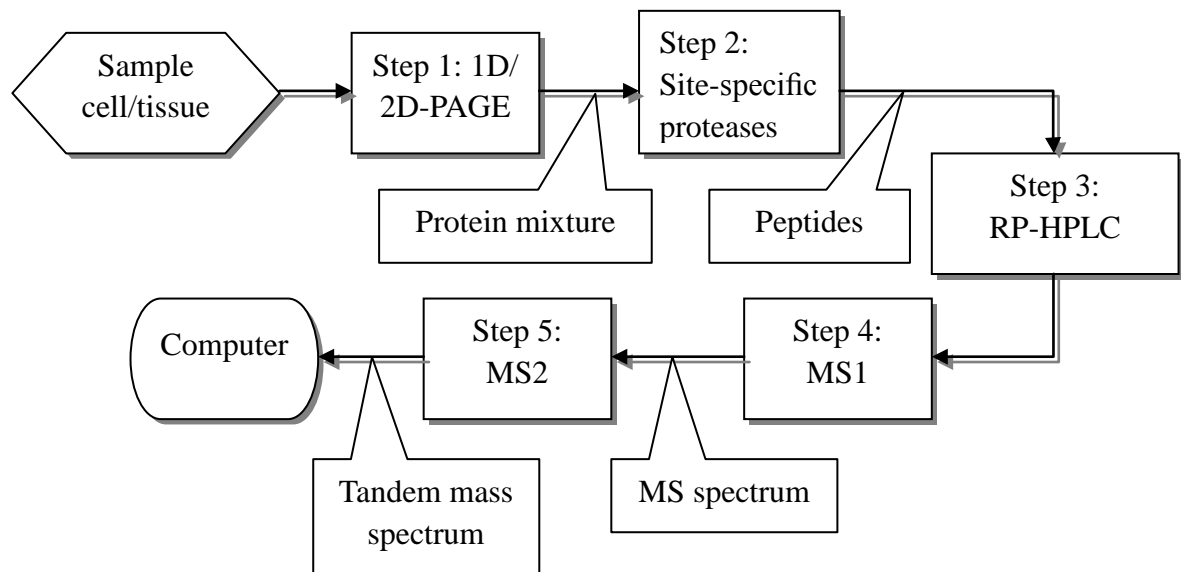 Sample
cell/tissue
Step 1: 1D/
2D-PAGE
Step 2:
Site-specific
proteases
Protein mixture
Peptides
Step 3:
RP-HPLC
Step 4:
MS1
Step 5:
MS2
Computer
MS spectrum
Tandem mass
spectrum